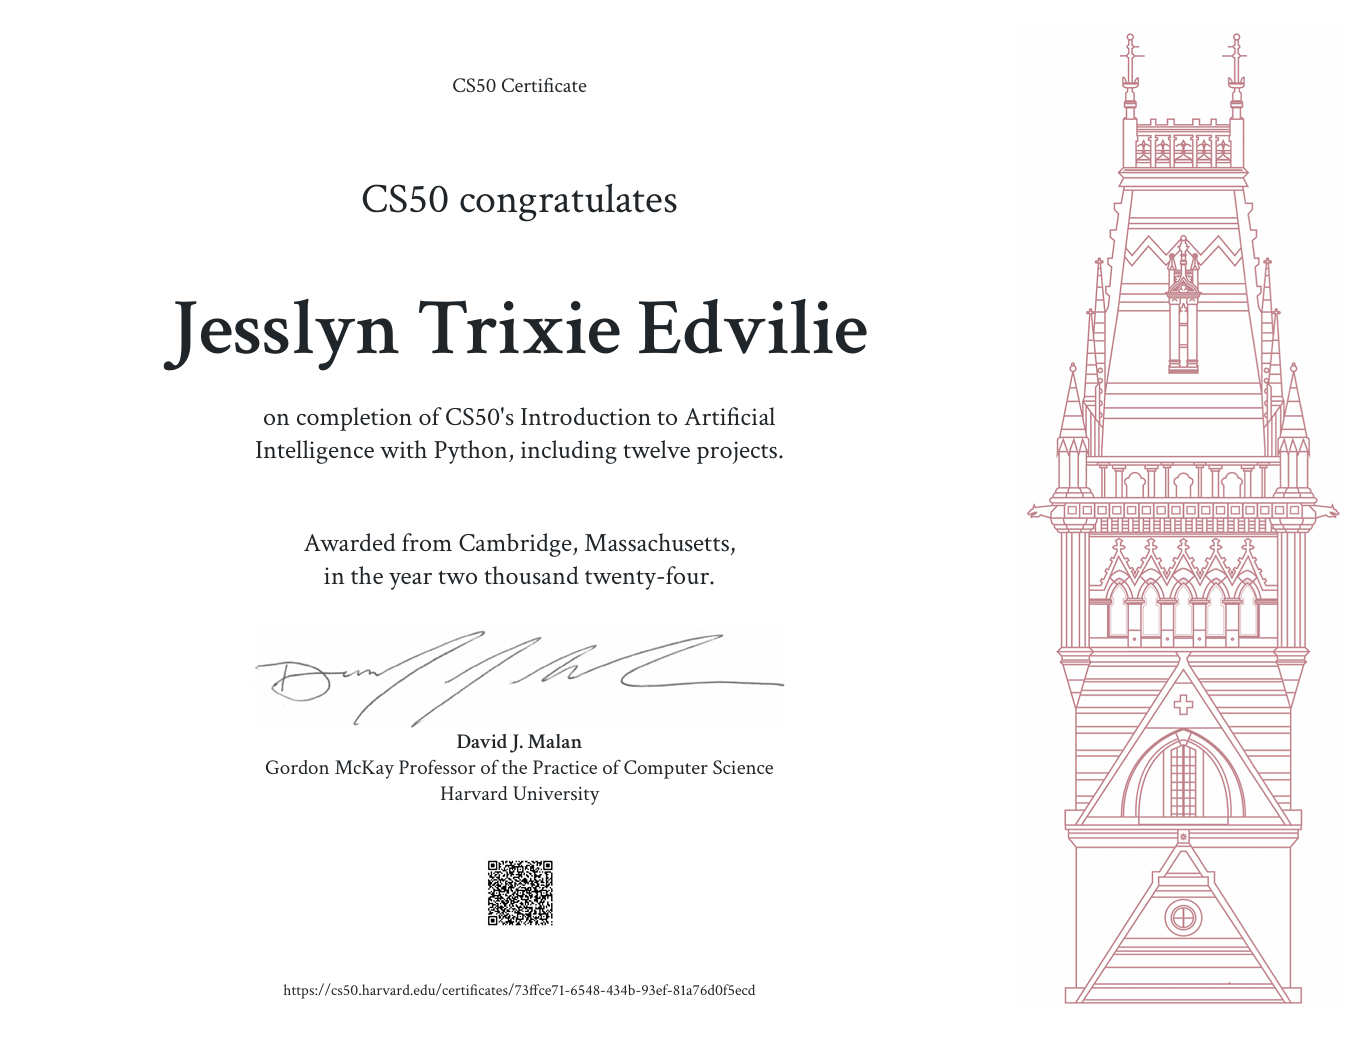 CS50 Certificate
CS50 congratulates
Jesslyn Trixie Edvilie
on completion of CS50's Introduction to Artificial
Intelligence with Python, including twelve projects.
Awarded from Cambridge, Massachusetts,
in the year two thousand twenty-four.
David J. Malan
Gordon McKay Professor of the Practice of Computer Science
Harvard University
https://cs50.harvard.edu/certificates/73ffce71-6548-434b-93ef-81a76d0f5ecd